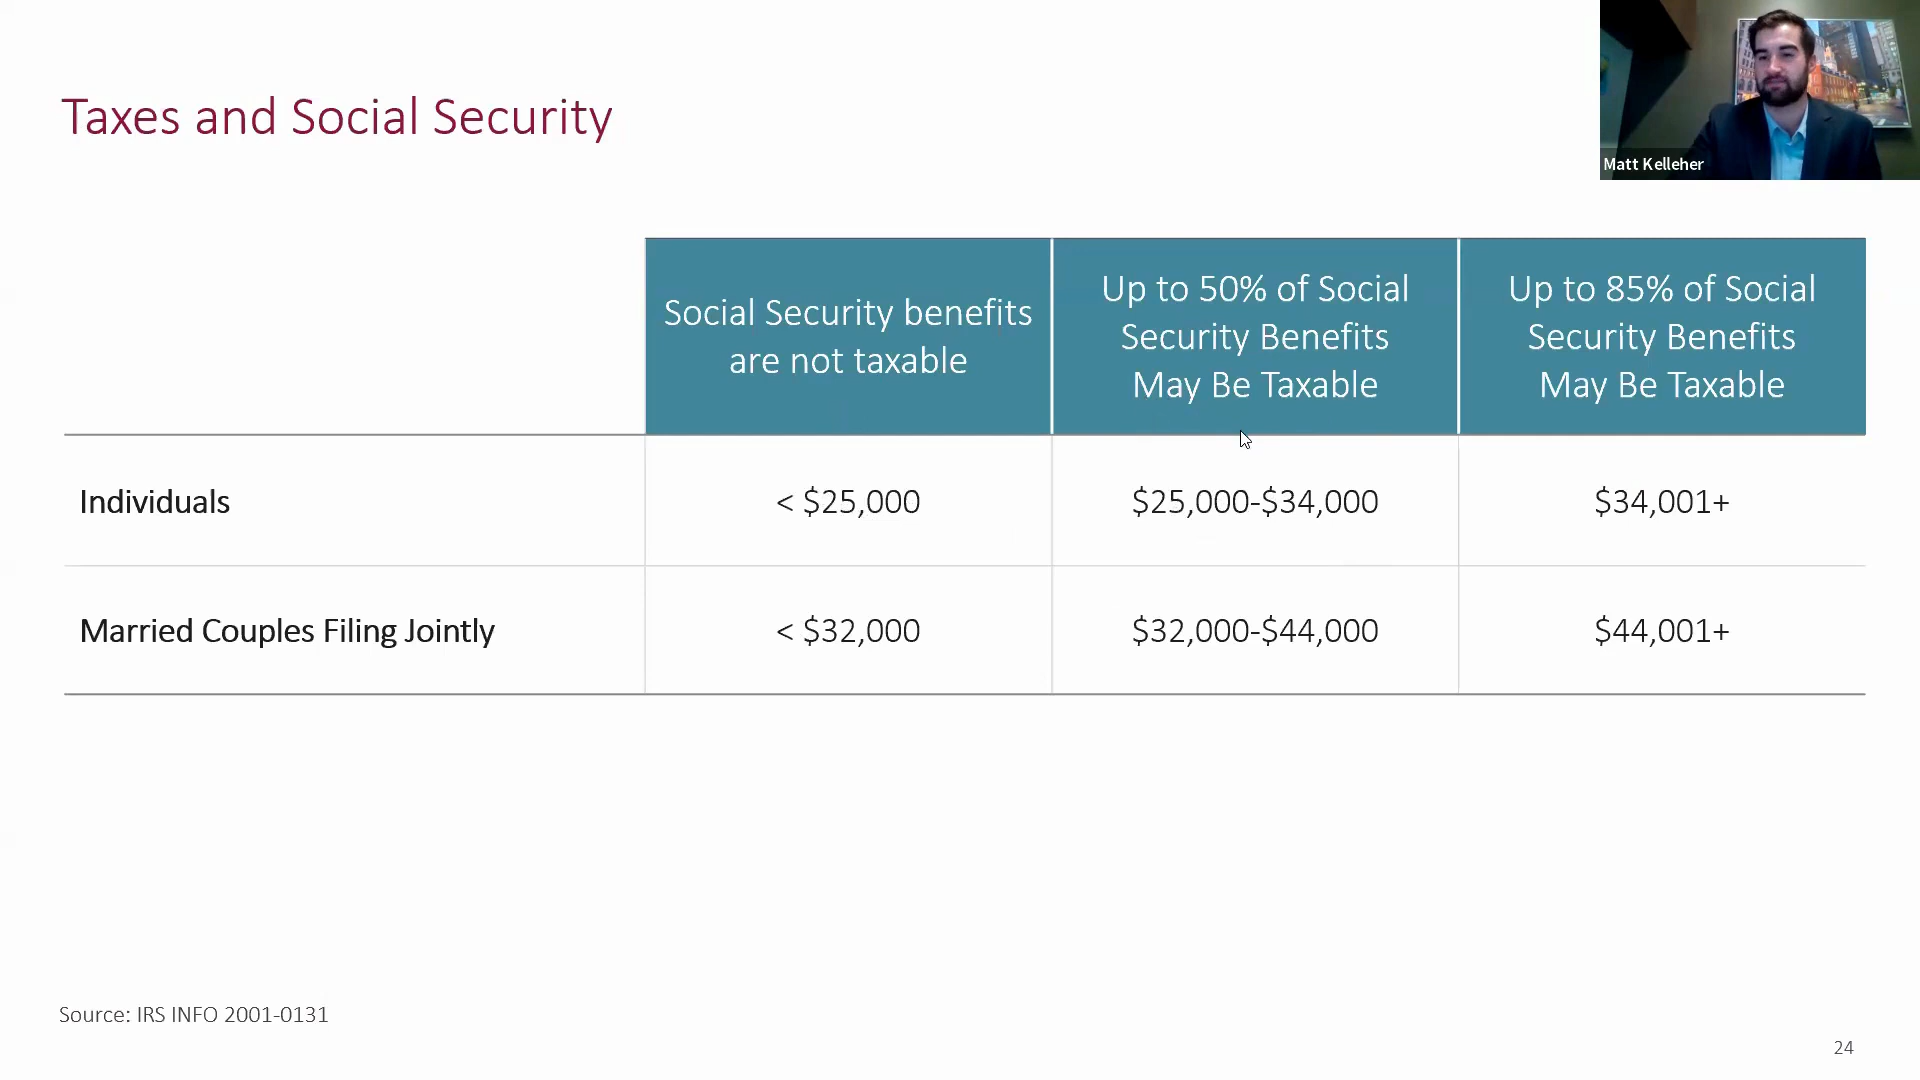 Taxes and Social Security
Matt Kelleher
Social Security benefits
are not taxable
Up to 50% of Social
Security Benefits
May Be Taxable
Up to 85% of Social
Security Benefits
May Be Taxable
Individuals
< $25,000
$25,000-$34,000
$34,001+
Married Couples Filing Jointly
< $32,000
$32,000-$44,000
$44,001+
Source: IRS INFO 2001-0131
24